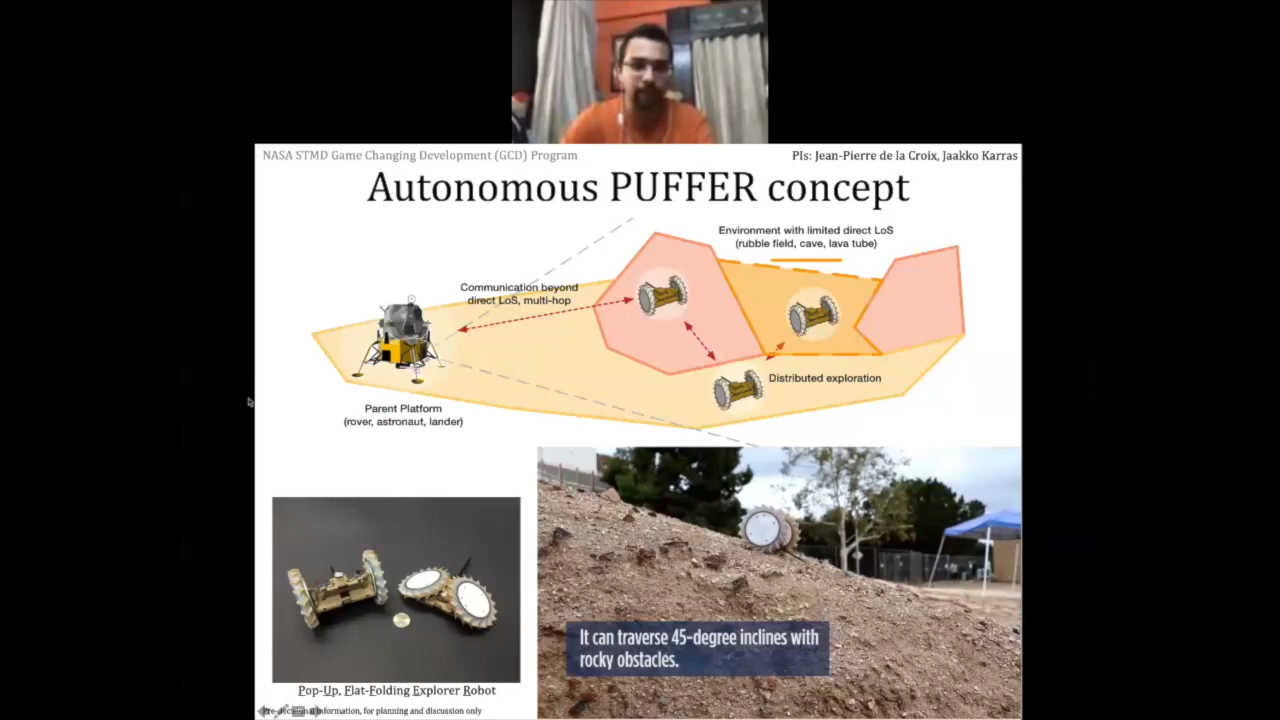 NASA STMD Game Changing Development (GCD) Program
PIs: Jean-Pierre de la Croix, Jaakko Karras
Autonomous PUFFER concept
Environment with limited direct LoS
(rubble field, cave, lava tube)
Communication beyond
direct LoS, multi-hop
Distributed exploration
Parent Platform
(rover, astronaut, lander)
It can traverse 45-degree inclines with
rocky obstacles.
Pop-Up, Flat-Folding Explorer Robot
Pre-decisional information, for planning and discussion only